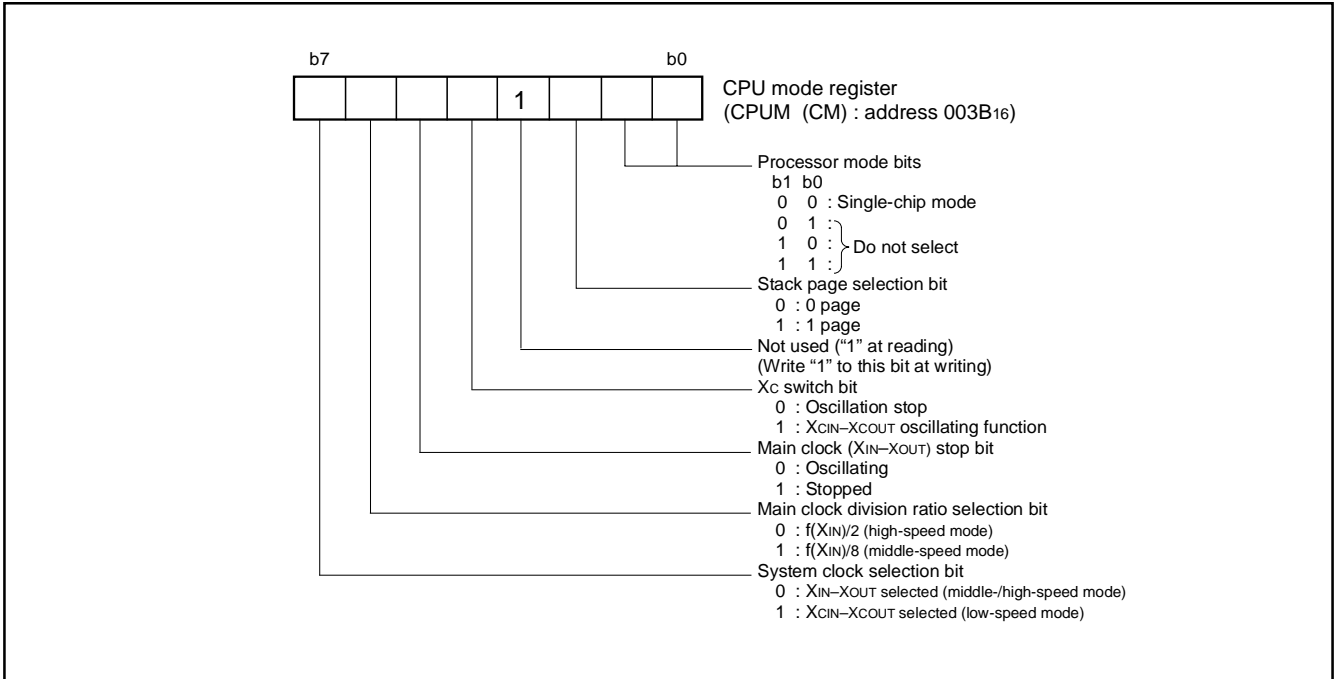 b7 b0
1
CPU mode register
(CPUM (CM) : address 003B16)
Processor mode bits
b1 b0
0 0 : Single-chip mode
0 1 :
1 0 : Do not select
1 1 :
Stack page selection bit
0 : 0 page
1 : 1 page
Not used (“1” at reading)
(Write “1” to this bit at writing)
XC switch bit
0 : Oscillation stop
1 : XCIN–XCOUT oscillating function
Main clock (XIN–XOUT) stop bit
0 : Oscillating
1 : Stopped
Main clock division ratio selection bit
0 : f(XIN)/2 (high-speed mode)
1 : f(XIN)/8 (middle-speed mode)
System clock selection bit
0 : XIN–XOUT selected (middle-/high-speed mode)
1 : XCIN–XCOUT selected (low-speed mode)